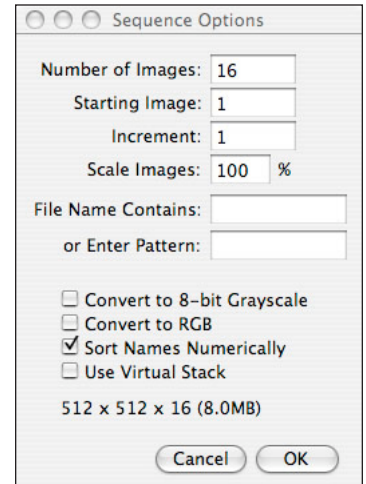 Sequence Options
Number of Images: 16
Starting Image: 1
Increment: 1
Scale Images: 100 %
File Name Contains:
or Enter Pattern:
Convert to 8-bit Grayscale
Convert to RGB
Sort Names Numerically
Use Virtual Stack
512 x 512 x 16 (8.0MB)
Cancel OK